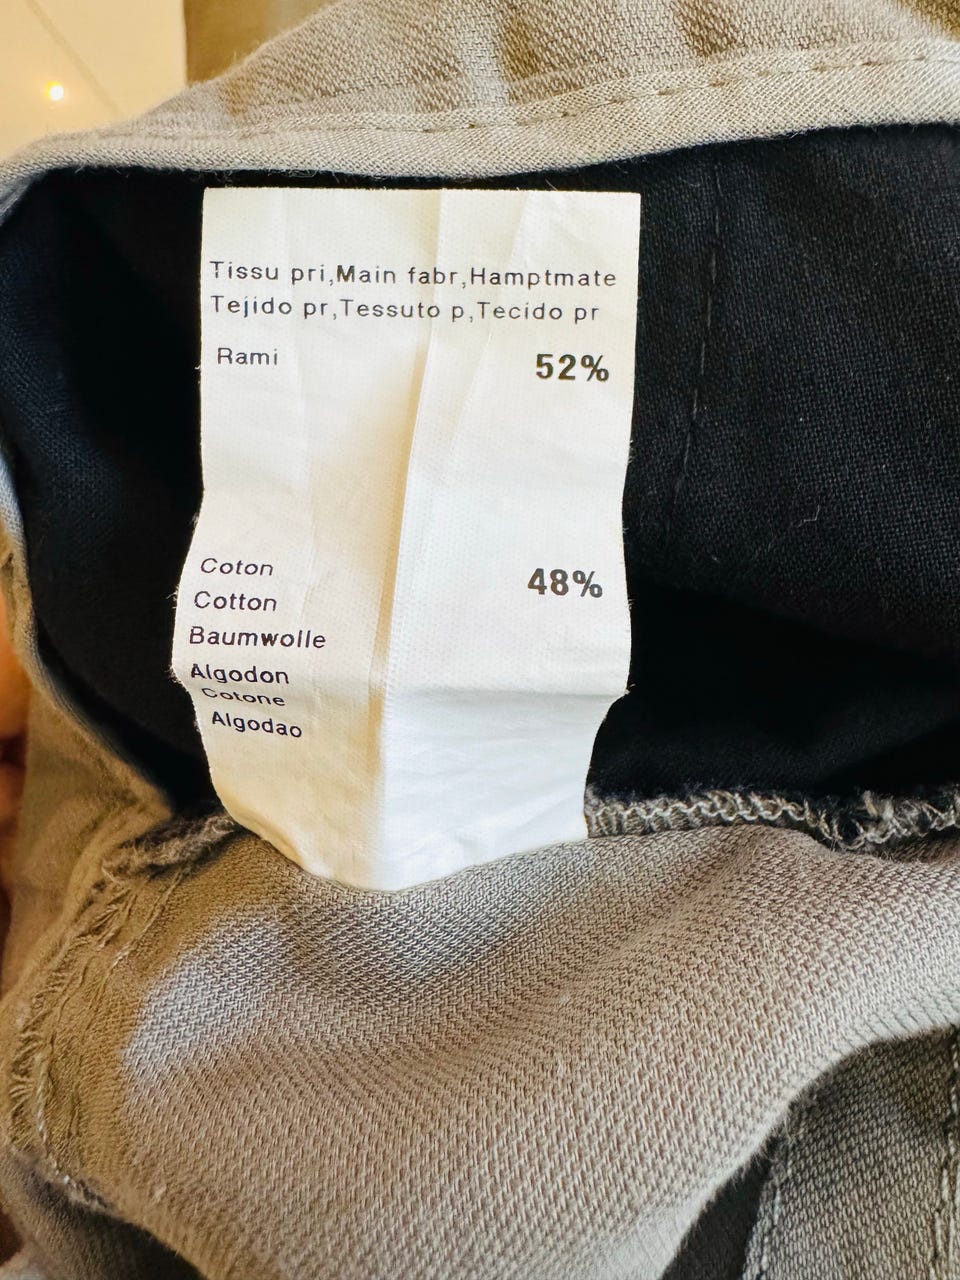 Tissu pri,Main fabr,Hamptmate
Tejido pr,Tessuto p,Tecido pr
Rami 52%
Coton 48%
Cotton
Baumwolle
Algodon
Cotone
Algodao